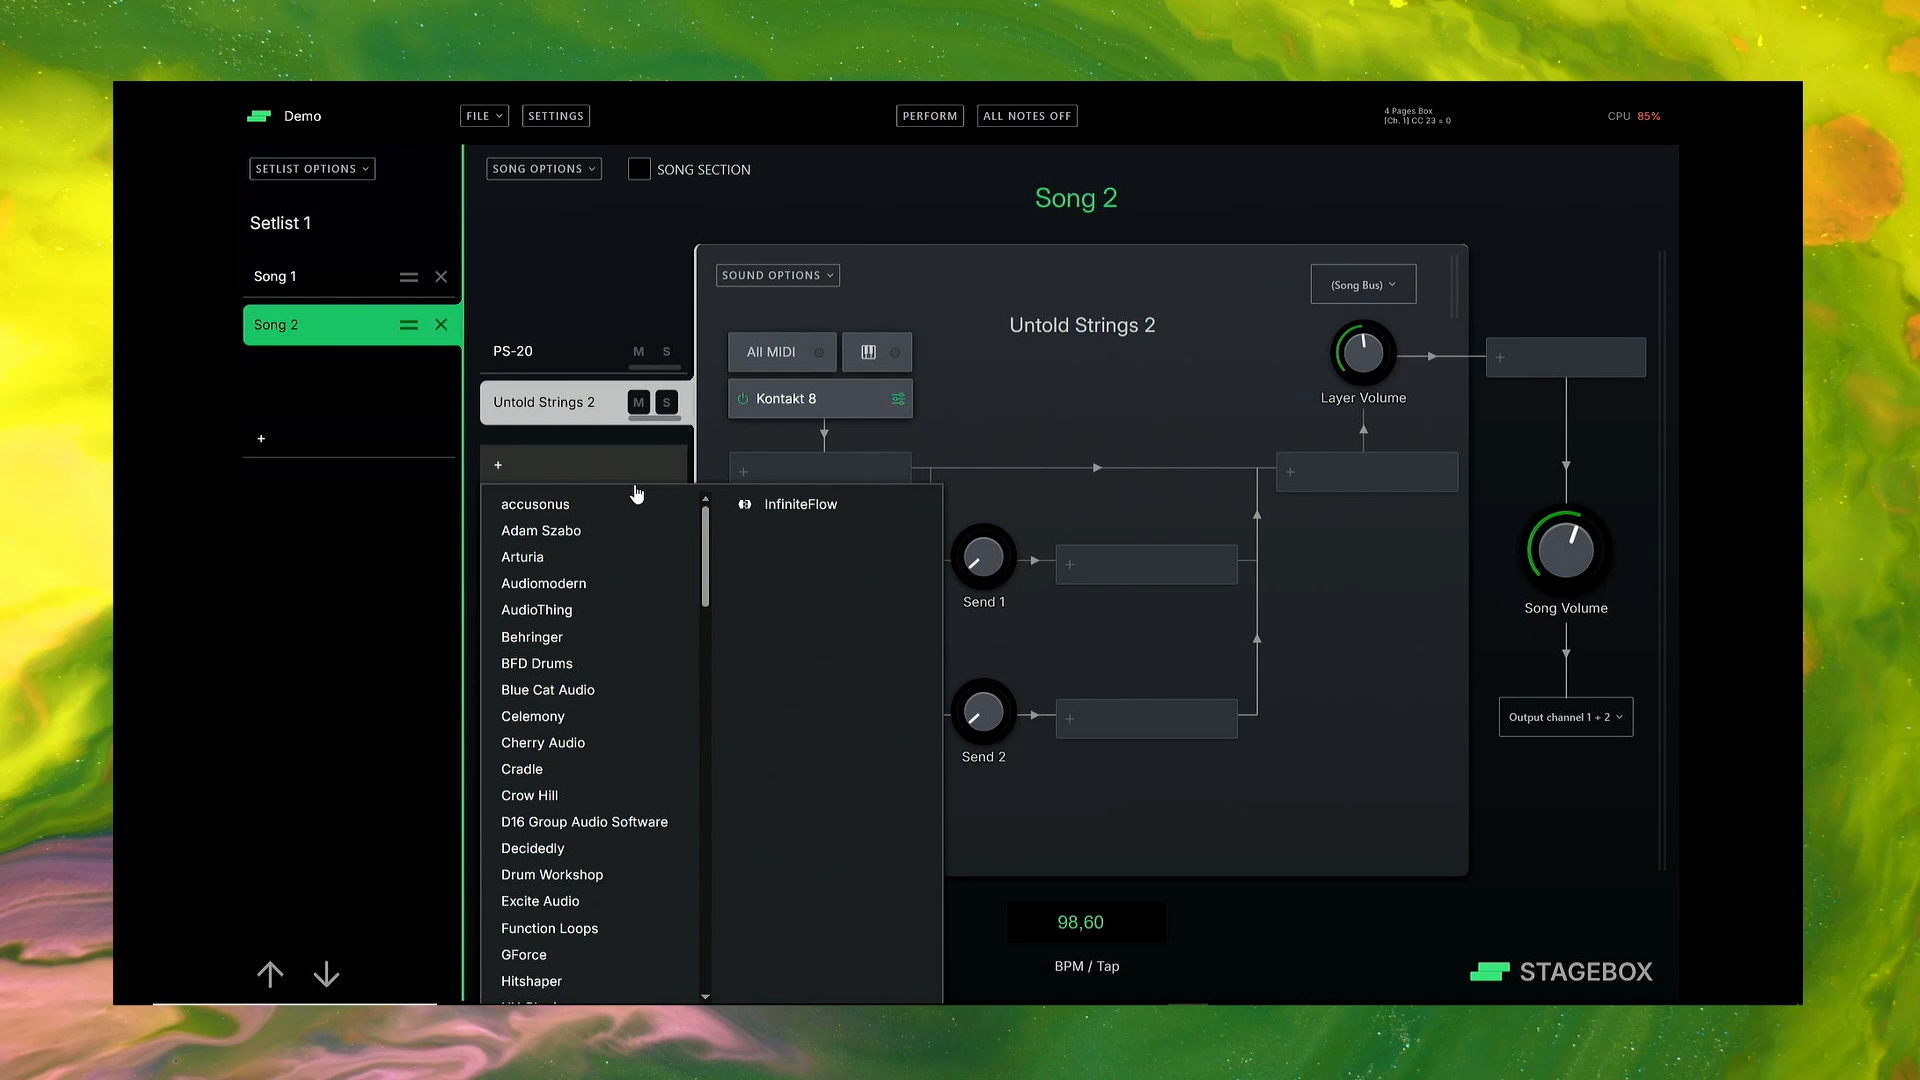 Demo
FILE
SETTINGS
PERFORM
ALL NOTES OFF
4 Pages Box
[Ch. 1] CC 23 = 0
CPU 85%
SETLIST OPTIONS
Setlist 1
Song 1
Song 2
+
SONG OPTIONS
SONG SECTION
Song 2
PS-20
M S
Untold Strings 2
M S
+
SOUND OPTIONS
(Song Bus)
Untold Strings 2
All MIDI
Kontakt 8
+
+
+
Layer Volume
Send 1
+
Send 2
+
Song Volume
Output channel 1 + 2
accusonus
Adam Szabo
Arturia
Audiomodern
AudioThing
Behringer
BFD Drums
Blue Cat Audio
Celemony
Cherry Audio
Cradle
Crow Hill
D16 Group Audio Software
Decidedly
Drum Workshop
Excite Audio
Function Loops
GForce
Hitshaper
InfiniteFlow
98,60
BPM / Tap
STAGEBOX